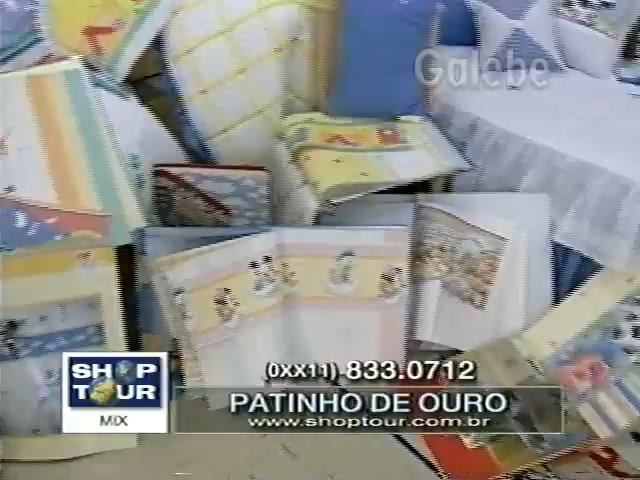 Galebe
(0XX11) 833.0712
SHOP
TOUR
MIX
PATINHO DE OURO
www.shoptour.com.br